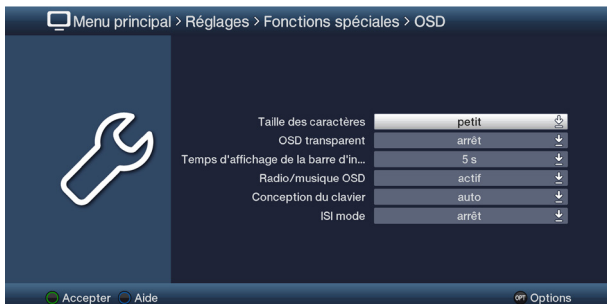 Menu principal > Réglages > Fonctions spéciales > OSD
Taille des caractères petit
OSD transparent arrêt
Temps d'affichage de la barre d'in... 5 s
Radio/musique OSD actif
Conception du clavier auto
ISI mode arrêt
Accepter Aide OPT Options